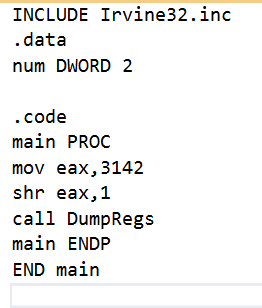 INCLUDE Irvine32.inc
.data
num DWORD 2
.code
main PROC
mov eax,3142
shr eax,1
call DumpRegs
main ENDP
END main